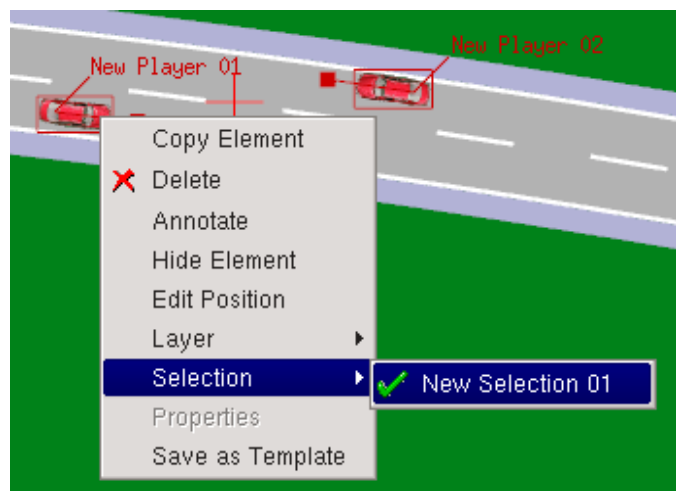 New Player 02
New Player 01
Copy Element
Delete
Annotate
Hide Element
Edit Position
Layer
Selection
New Selection 01
Properties
Save as Template